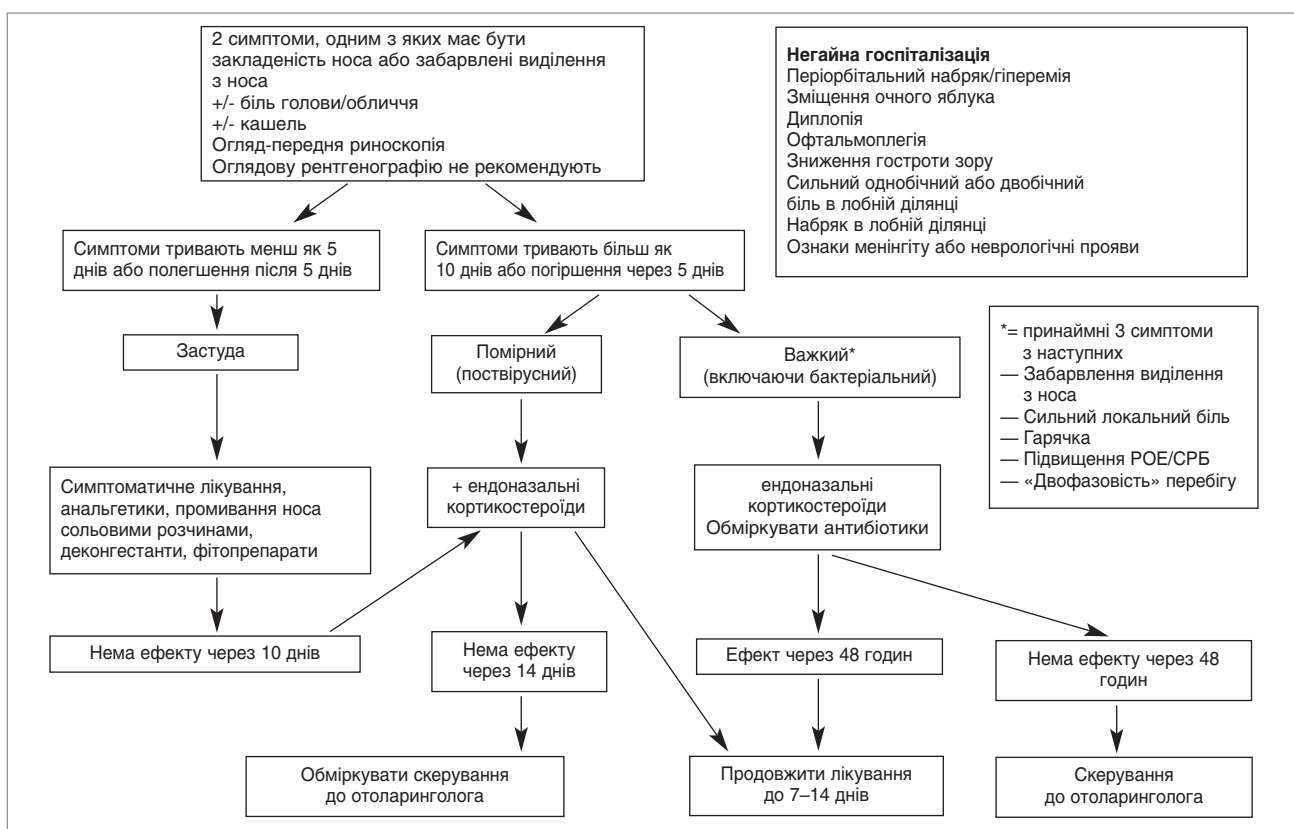 2 симптоми, одним з яких має бути
закладеність носа або забарвлені виділення
з носа
+/- біль голови/обличчя
+/- кашель
Огляд-передня риноскопія
Оглядову рентгенографію не рекомендують
Негайна госпіталізація
Періорбітальний набряк/гіперемія
Зміщення очного яблука
Диплопія
Офтальмоплегія
Зниження гостроти зору
Сильний однобічний або двобічний
біль в лобній ділянці
Набряк в лобній ділянці
Ознаки менінгіту або неврологічні прояви
Симптоми тривають менш як 5
днів або полегшення після 5 днів
Симптоми тривають більш як
10 днів або погіршення через 5 днів
Застуда
Помірний
(поствірусний)
Важкий*
(включаючи бактеріальний)
*= принаймні 3 симптоми
з наступних
— Забарвлення виділення
з носа
— Сильний локальний біль
— Гарячка
— Підвищення РОЕ/СРБ
— «Двофазовість» перебігу
Симптоматичне лікування,
анальгетики, промивання носа
сольовими розчинами,
деконгестанти, фітопрепарати
+ ендоназальні
кортикостероїди
ендоназальні
кортикостероїди
Обміркувати антибіотики
Нема ефекту через 10 днів
Нема ефекту
через 14 днів
Ефект через 48 годин
Нема ефекту через 48
годин
Обміркувати скерування
до отоларинголога
Продовжити лікування
до 7–14 днів
Скерування
до отоларинголога